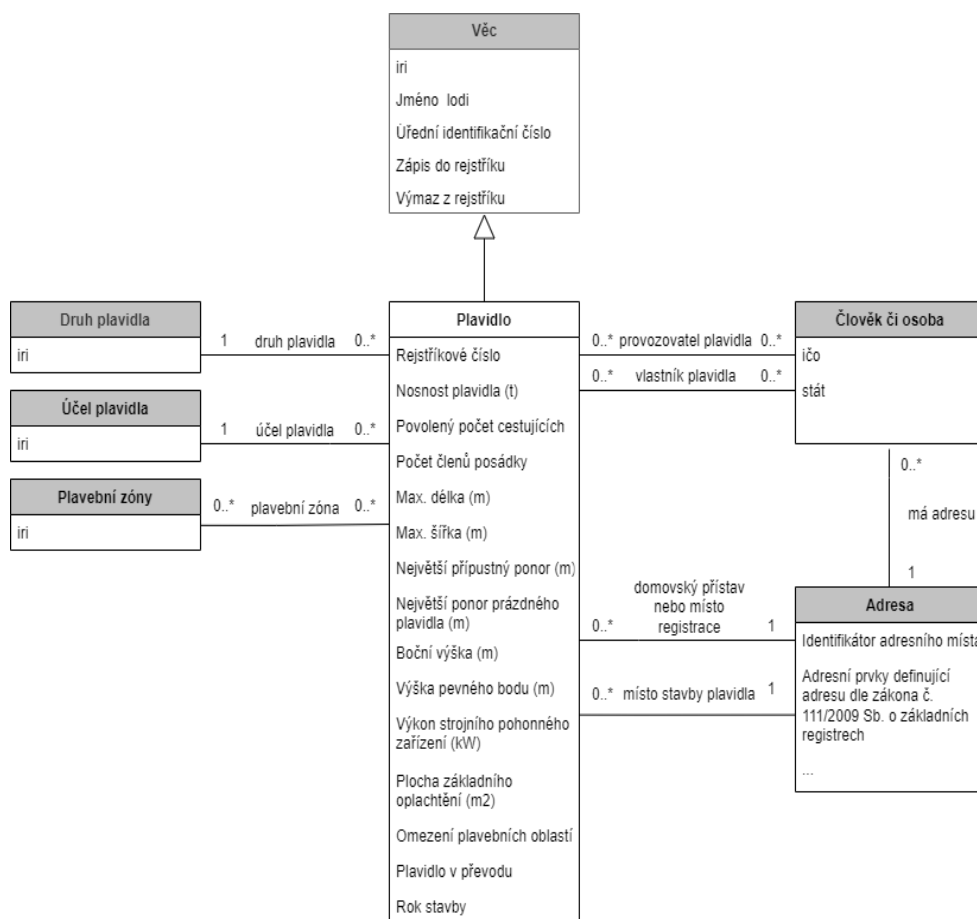 Věc
iri
Jméno lodi
Úřední identifikační číslo
Zápis do rejstříku
Výmaz z rejstříku
Druh plavidla
iri
1 druh plavidla 0..*
Účel plavidla
iri
1 účel plavidla 0..*
Plavební zóny
iri
0..* plavební zóna 0..*
Plavidlo
Rejstříkové číslo
Nosnost plavidla (t)
Povolený počet cestujících
Počet členů posádky
Max. délka (m)
Max. šířka (m)
Největší přípustný ponor (m)
Největší ponor prázdného
plavidla (m)
Boční výška (m)
Výška pevného bodu (m)
Výkon strojního pohonného
zařízení (kW)
Plocha základního
oplachtění (m2)
Omezení plavebních oblastí
Plavidlo v převodu
Rok stavby
0..* provozovatel plavidla 0..*
0..* vlastník plavidla 0..*
Člověk či osoba
ičo
stát
0..*
má adresu
1
domovský přístav
nebo místo
0..* registrace 1
0..* místo stavby plavidla 1
Adresa
Identifikátor adresního místa
Adresní prvky definující
adresu dle zákona č.
111/2009 Sb. o základních
registrech
...